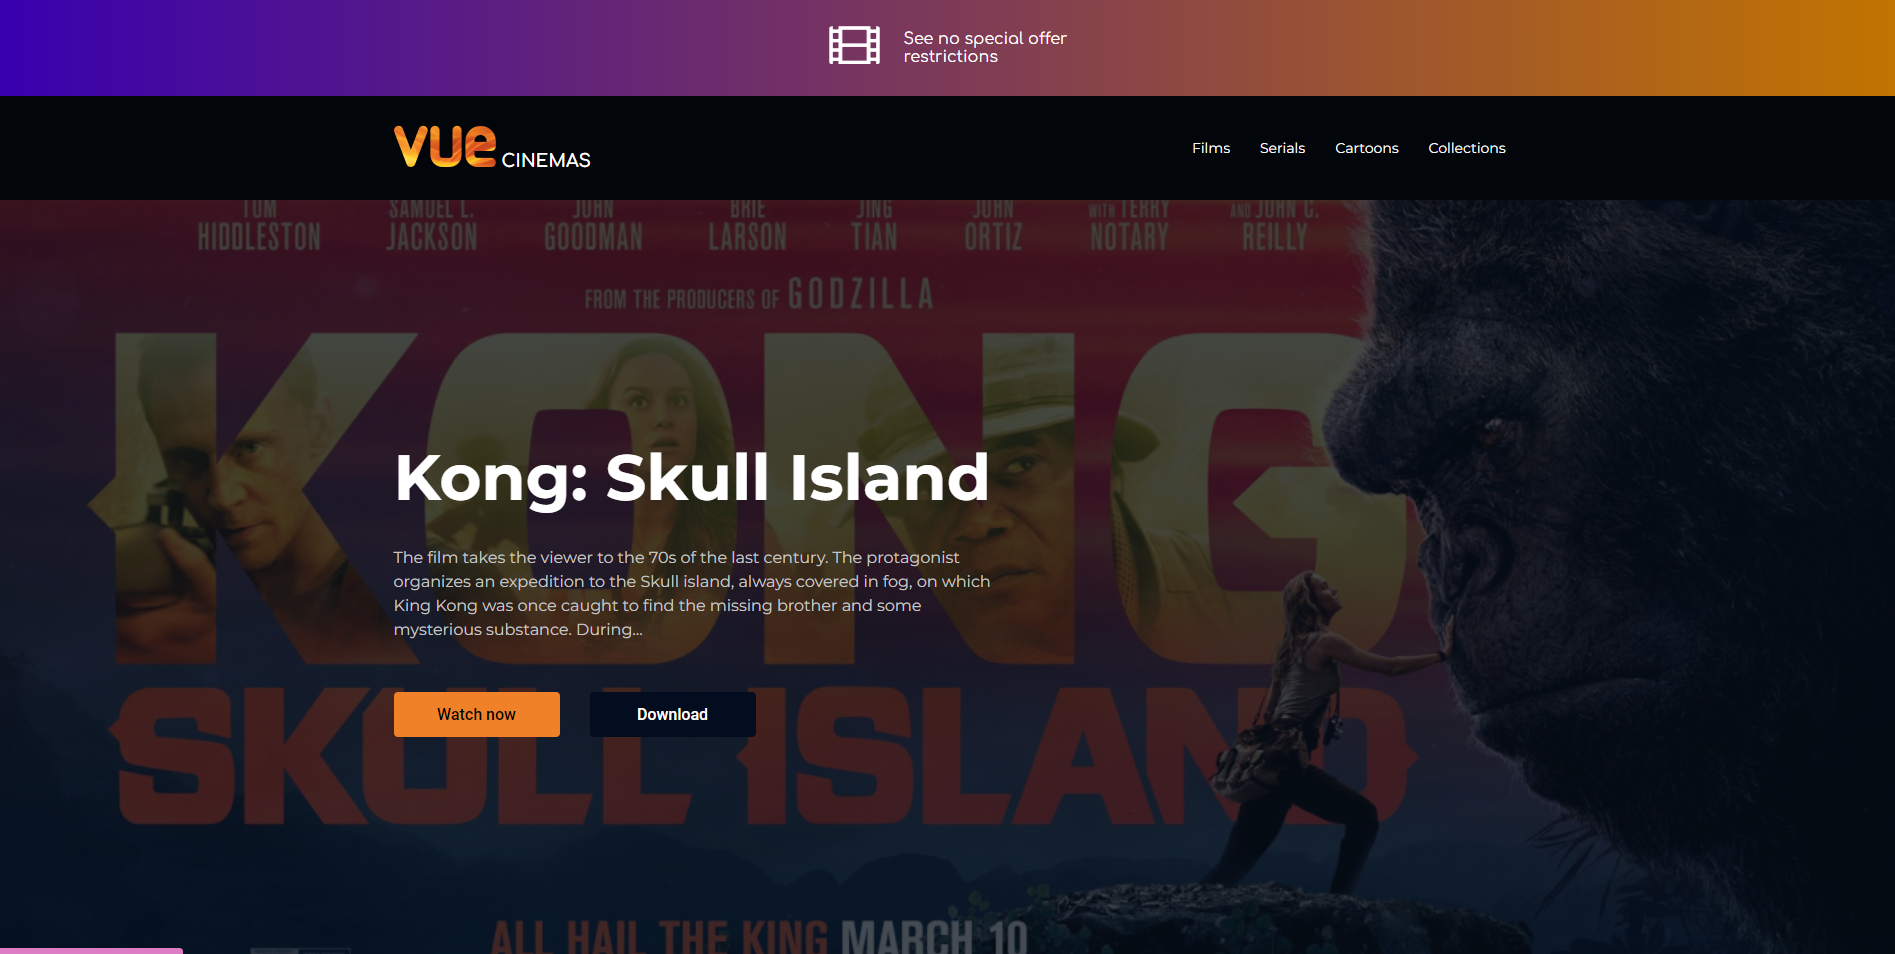 See no special offer
restrictions
vue CINEMAS
Films Serials Cartoons Collections
TOM HIDDLESTON
SAMUEL L. JACKSON
JOHN GOODMAN
BRIE LARSON
JING TIAN
JOHN ORTIZ
WITH TERRY NOTARY
AND JOHN C. REILLY
FROM THE PRODUCERS OF GODZILLA
KONG
Kong: Skull Island
The film takes the viewer to the 70s of the last century. The protagonist
organizes an expedition to the Skull island, always covered in fog, on which
King Kong was once caught to find the missing brother and some
mysterious substance. During...
Watch now Download
SKULL ISLAND
ALL HAIL THE KING MARCH 10